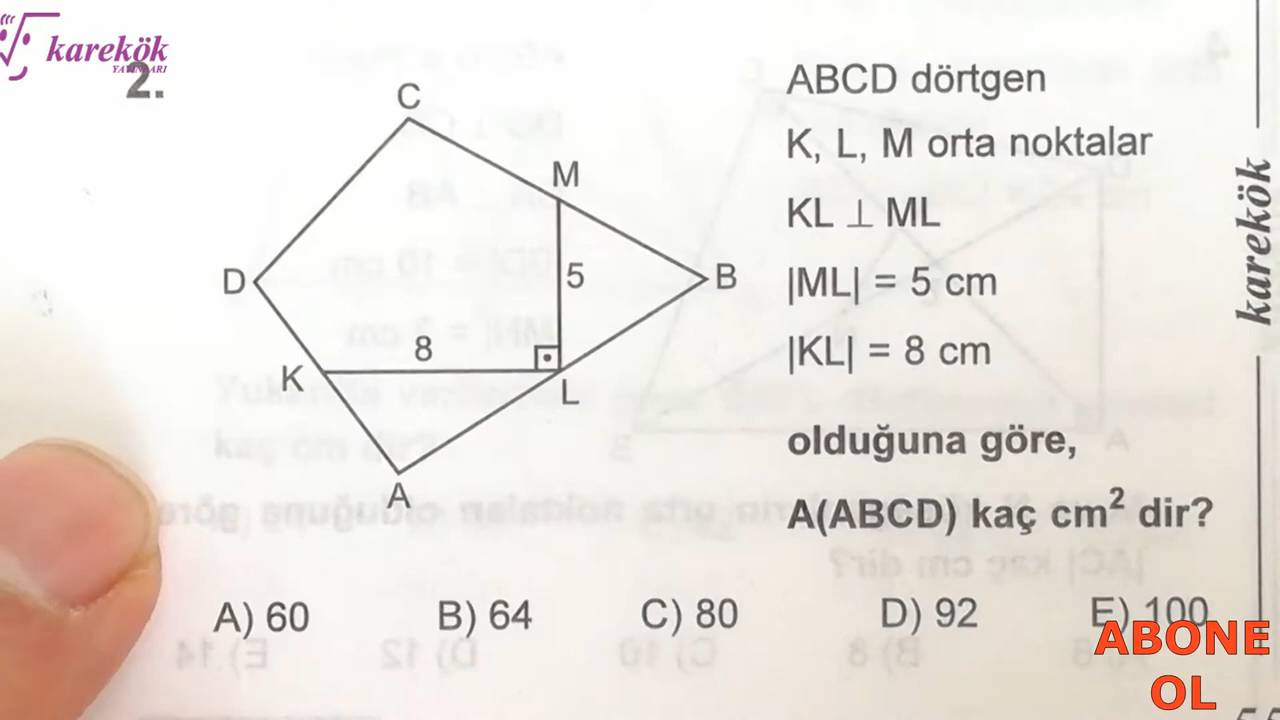 karekök
YAYINLARI
2.
C
M
D
5
B
8
K
L
A
ABCD dörtgen
K, L, M orta noktalar
KL ⊥ ML
|ML| = 5 cm
|KL| = 8 cm
olduğuna göre,
A(ABCD) kaç cm² dir?
A) 60 B) 64 C) 80 D) 92 E) 100
karekök
ABONE
OL